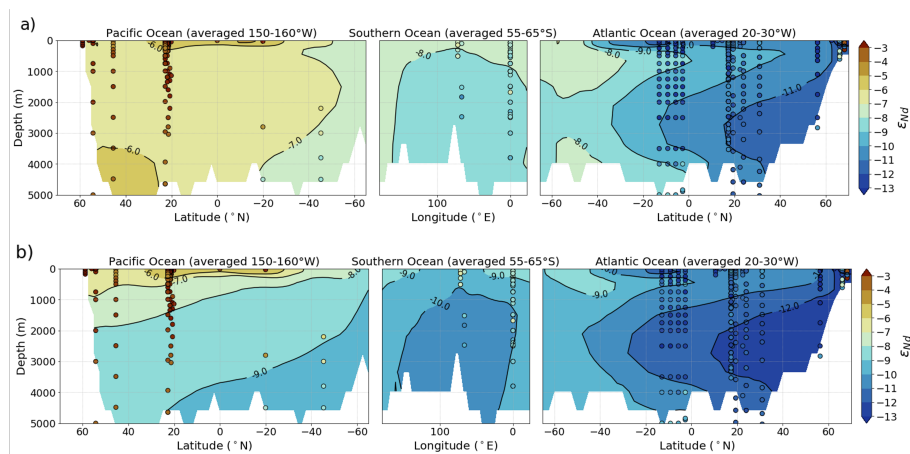 a)
Pacific Ocean (averaged 150-160°W)
Southern Ocean (averaged 55-65°S)
Atlantic Ocean (averaged 20-30°W)
0
1000
2000
3000
4000
5000
Depth (m)
-6.0
-6.0
-7.0
60 40 20 0 −20 −40 −60
Latitude (°N)
-8.0
−100 0
Longitude (°E)
-8.0
-8.0
-11.0
−60 −40 −20 0 20 40 60
Latitude (°N)
−3
−4
−5
−6
−7
−8
−9
−10
−11
−12
−13
εNd
b)
Pacific Ocean (averaged 150-160°W)
Southern Ocean (averaged 55-65°S)
Atlantic Ocean (averaged 20-30°W)
0
1000
2000
3000
4000
5000
Depth (m)
-6.0
-7.0
-8.0
-9.0
60 40 20 0 −20 −40 −60
Latitude (°N)
-9.0
-9.0
-10.0
−100 0
Longitude (°E)
-9.0
-12.0
−60 −40 −20 0 20 40 60
Latitude (°N)
−3
−4
−5
−6
−7
−8
−9
−10
−11
−12
−13
εNd